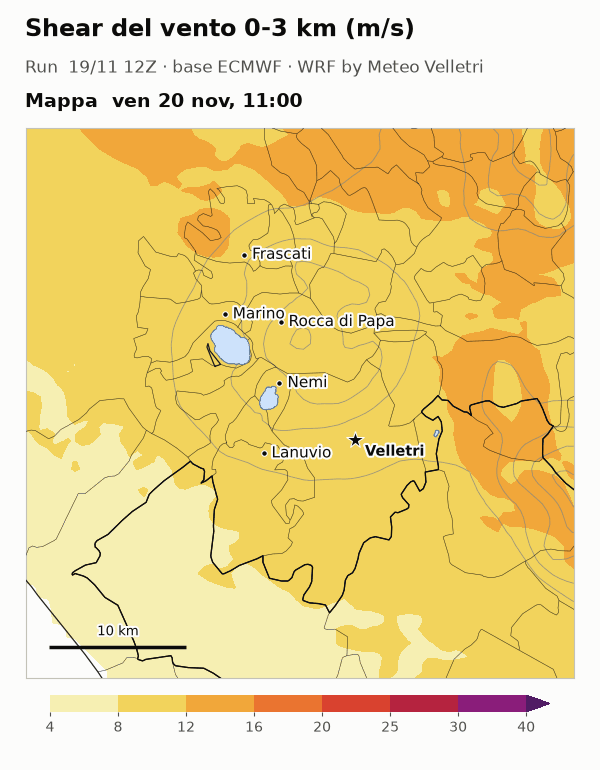 Shear del vento 0-3 km (m/s)
Run 19/11 12Z · base ECMWF · WRF by Meteo Velletri
Mappa ven 20 nov, 11:00
Frascati
Marino
Rocca di Papa
Nemi
Velletri
Lanuvio
10 km
4 8 12 16 20 25 30 40